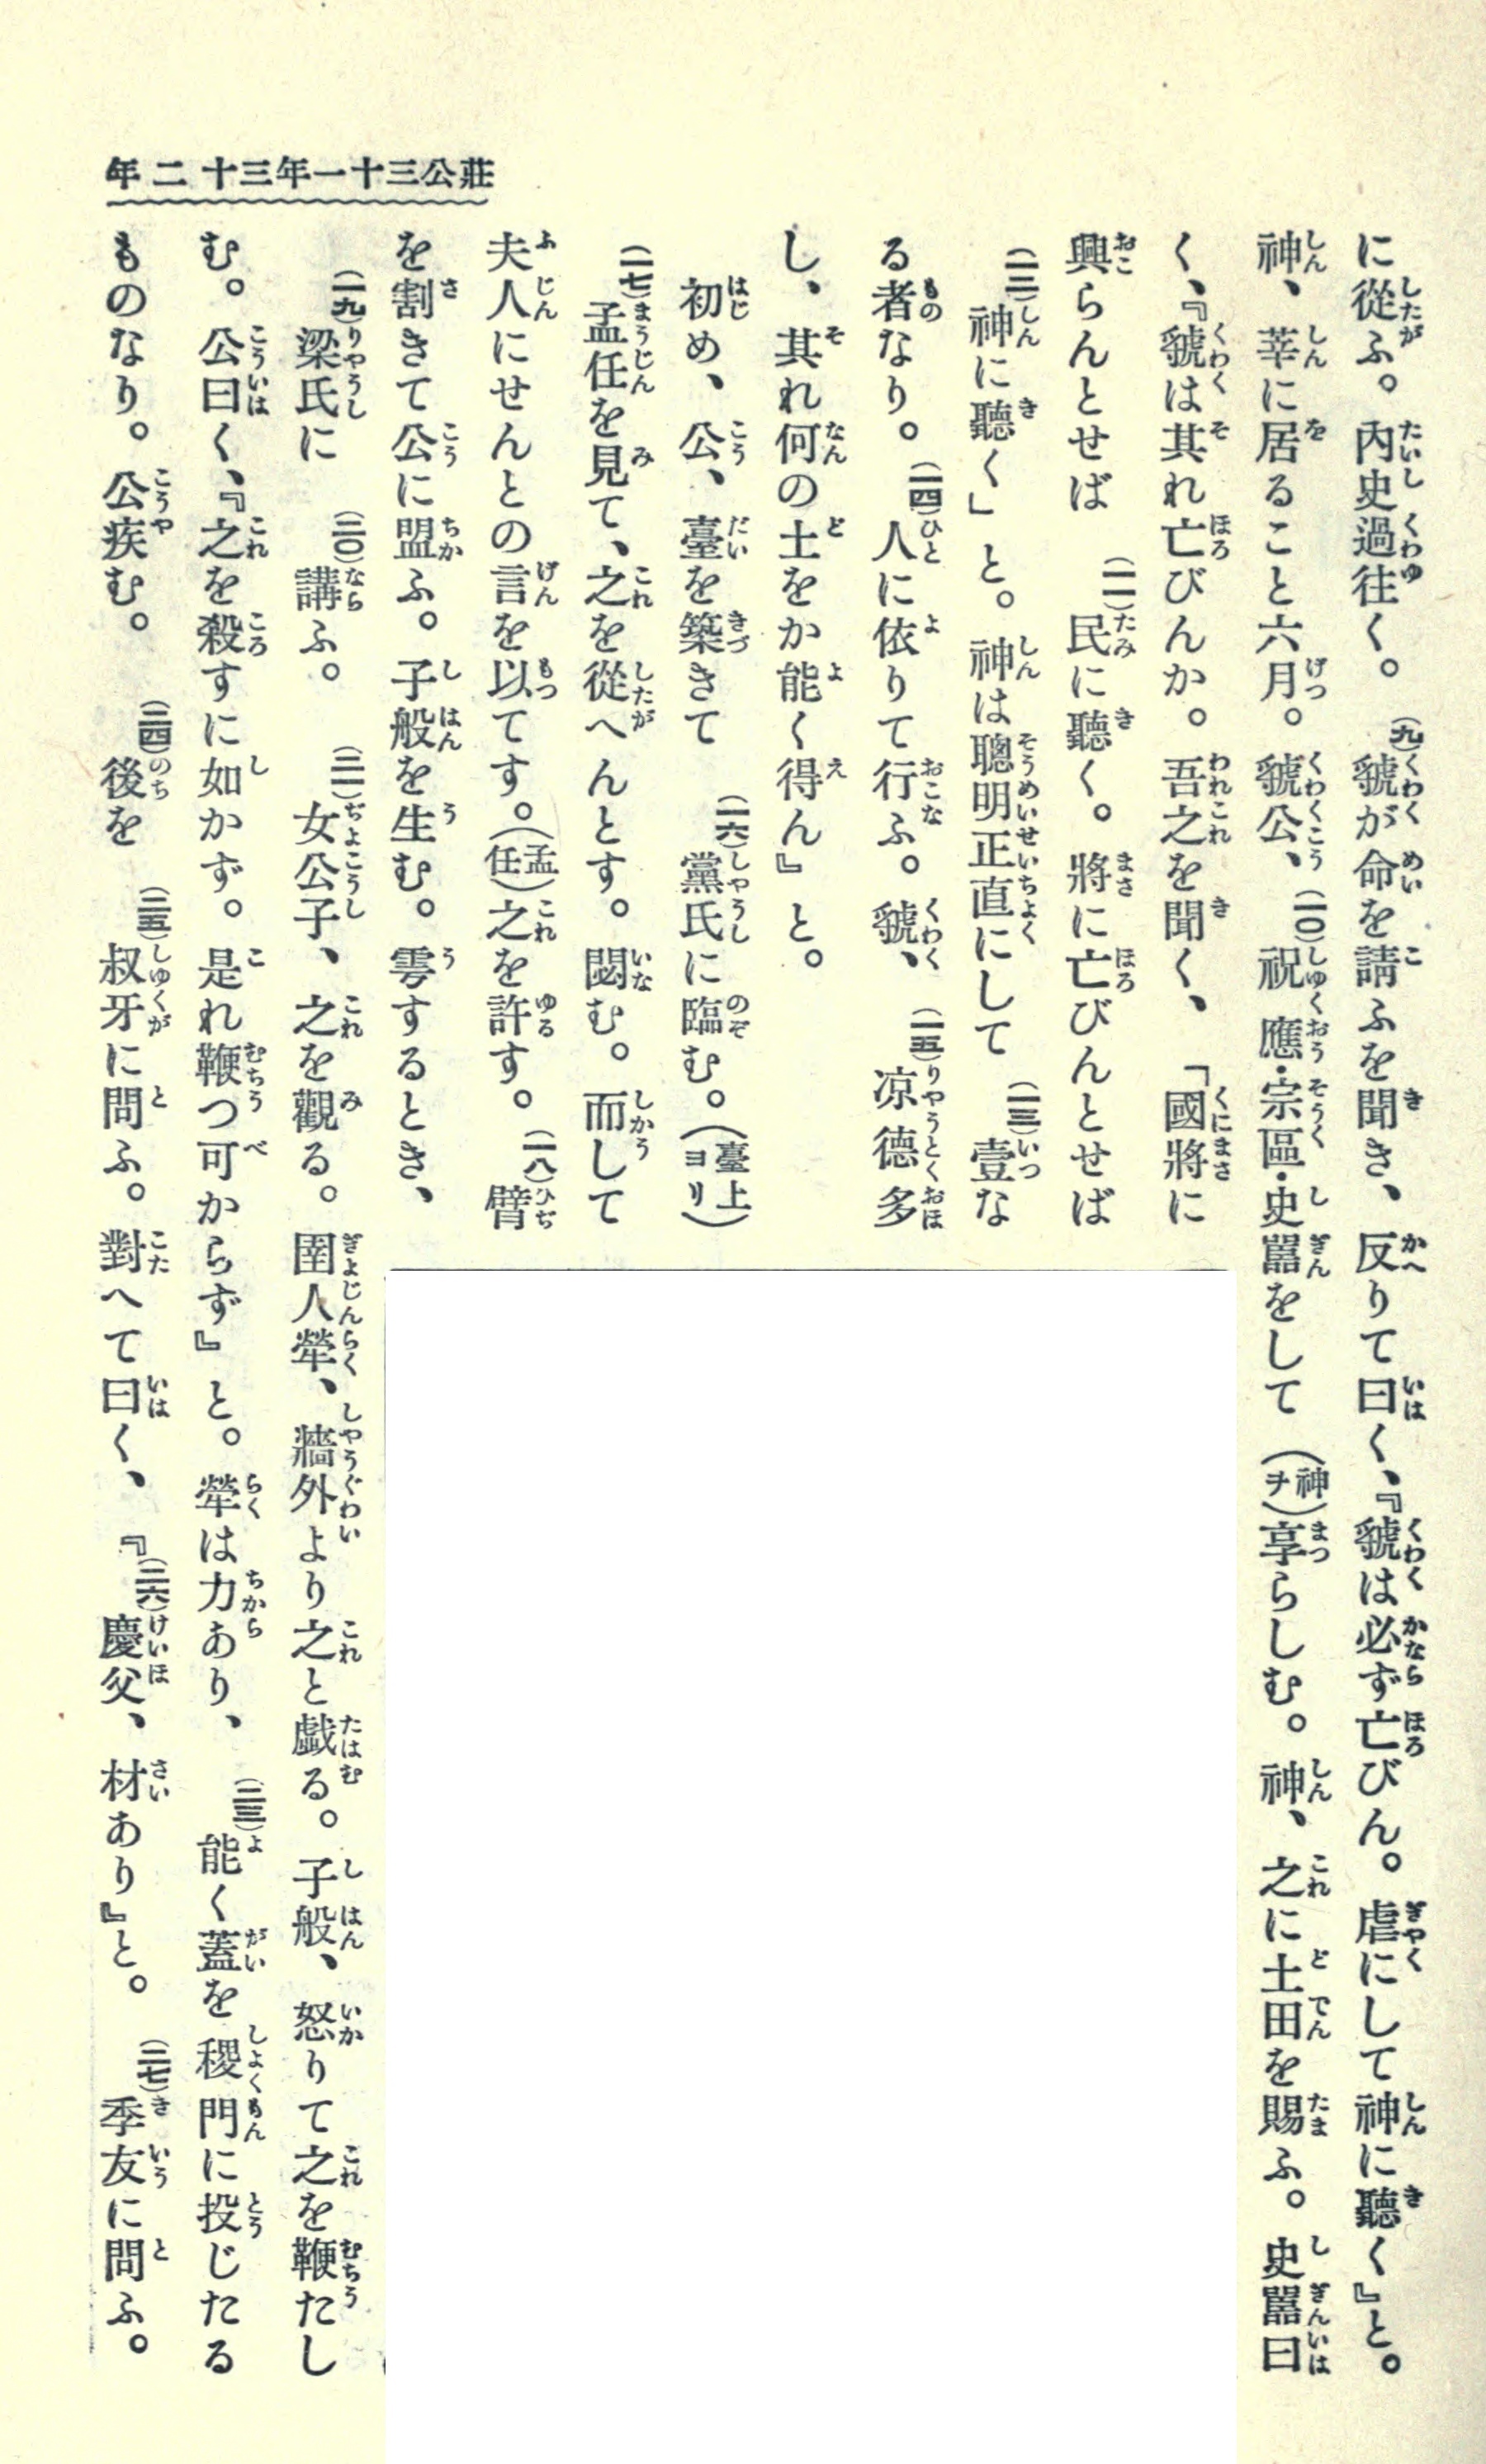 莊公三十一年三十二年
に從ふ。內史過往く。(九)虢が命を請ふを聞き、反りて曰く、『虢は必ず亡びん。虐にして神に聽く』と。
神、莘に居ること六月。虢公、(一〇)祝應・宗區・史嚚をして(神ヲ)享らしむ。神、之に土田を賜ふ。史嚚曰
く、『虢は其れ亡びんか。吾之を聞く、「國將に
興らんとせば(一一)民に聽く。將に亡びんとせば
(一二)神に聽く」と。神は聰明正直にして(一三)壹な
る者なり。(一四)人に依りて行ふ。虢、(一五)凉德多
し、其れ何の土をか能く得ん』と。
初め、公、臺を築きて(一六)黨氏に臨む。(臺上ヨリ)
(一七)孟任を見て、之を從へんとす。閟む。而して
夫人にせんとの言を以てす。(孟任)之を許す。(一八)臂
を割きて公に盟ふ。子般を生む。雩するとき、
(一九)梁氏に(二〇)講ふ。(二一)女公子、之を觀る。圉人犖、牆外より之と戲る。子般、怒りて之を鞭たし
む。公曰く、『之を殺すに如かず。是れ鞭つ可からず』と。犖は力あり、(二三)能く蓋を稷門に投じたる
ものなり。公疾む。(二四)後を(二五)叔牙に問ふ。對へて曰く、『(二六)慶父、材あり』と。(二七)季友に問ふ。